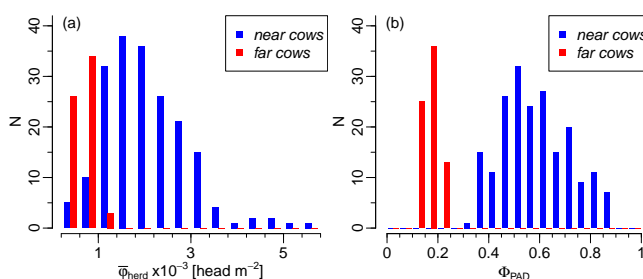 (a)
near cows
far cows
N
0 10 20 30 40
1 3 5
φ̅herd x10⁻³ [head m⁻²]
(b)
near cows
far cows
N
0 10 20 30 40
0 0.2 0.4 0.6 0.8 1
ΦPAD